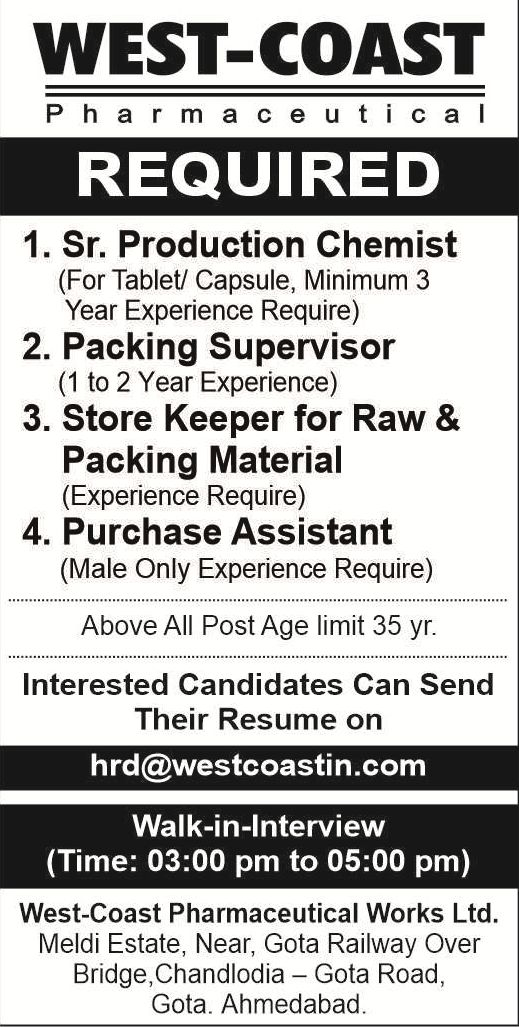 WEST-COAST
Pharmaceutical
REQUIRED
1. Sr. Production Chemist
(For Tablet/ Capsule, Minimum 3
Year Experience Require)
2. Packing Supervisor
(1 to 2 Year Experience)
3. Store Keeper for Raw &
Packing Material
(Experience Require)
4. Purchase Assistant
(Male Only Experience Require)
Above All Post Age limit 35 yr.
Interested Candidates Can Send
Their Resume on
hrd@westcoastin.com
Walk-in-Interview
(Time: 03:00 pm to 05:00 pm)
West-Coast Pharmaceutical Works Ltd.
Meldi Estate, Near, Gota Railway Over
Bridge,Chandlodia – Gota Road,
Gota. Ahmedabad.